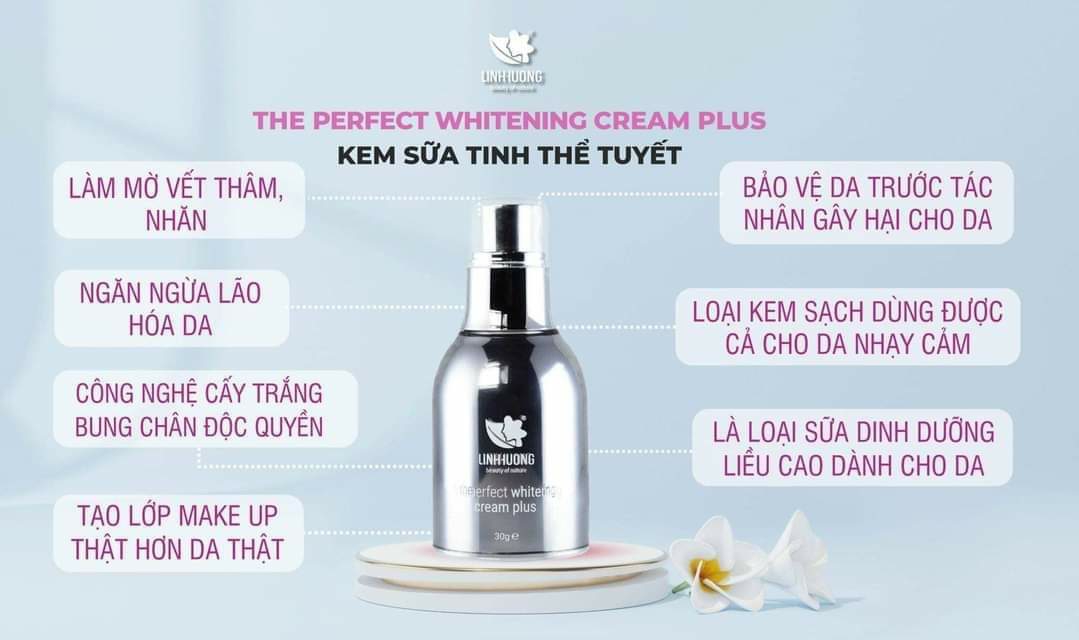 LINH HUONG
THE PERFECT WHITENING CREAM PLUS
KEM SỮA TINH THỂ TUYẾT
LÀM MỜ VẾT THÂM,
NHĂN
NGĂN NGỪA LÃO
HÓA DA
CÔNG NGHỆ CẤY TRẮNG
BUNG CHÂN ĐỘC QUYỀN
TẠO LỚP MAKE UP
THẬT HƠN DA THẬT
BẢO VỆ DA TRƯỚC TÁC
NHÂN GÂY HẠI CHO DA
LOẠI KEM SẠCH DÙNG ĐƯỢC
CẢ CHO DA NHẠY CẢM
LÀ LOẠI SỮA DINH DƯỠNG
LIỀU CAO DÀNH CHO DA
LINH HUONG
beauty of nature
perfect whitening
cream plus
30g e